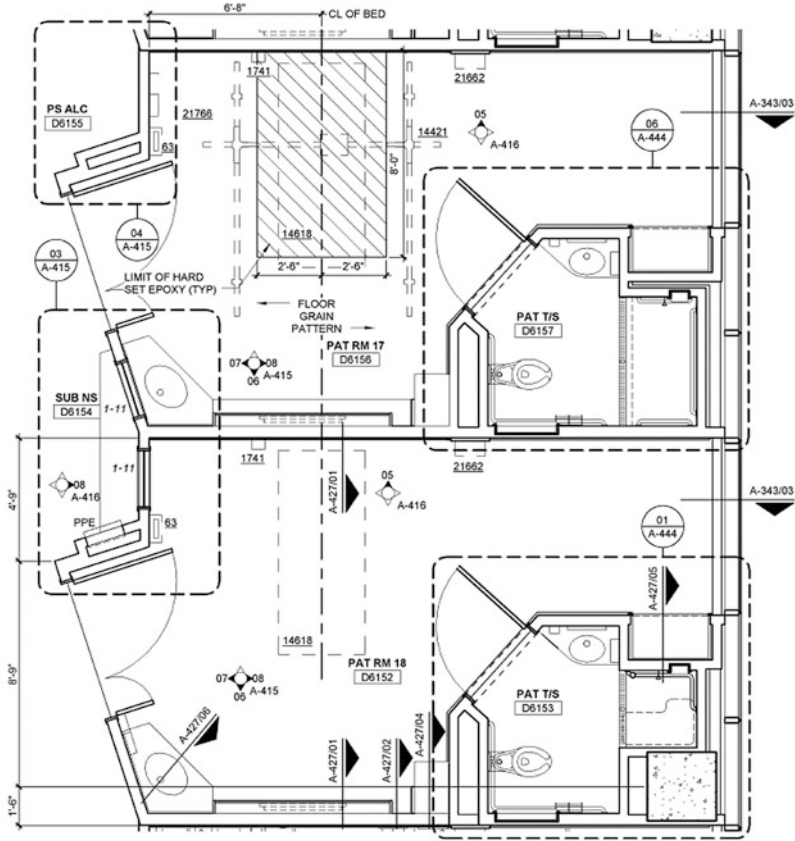 6'-8"
CL OF BED
1741
21662
PS ALC
D6155
21766
63
14421
05
A-416
06
A-444
A-343/03
8'-0"
04
A-415
03
A-415
14618
2'-6"
2'-6"
LIMIT OF HARD
SET EPOXY (TYP)
FLOOR
GRAIN
PATTERN
PAT T/S
D6157
PAT RM 17
D6156
07
08
06
A-415
SUB NS
D6154
1-11
1-11
1741
21662
4'-9"
08
A-416
PPE
63
A-427/01
05
A-416
A-343/03
01
A-444
A-427/05
14618
PAT RM 18
D6152
8'-9"
07
08
06
A-415
PAT T/S
D6153
A-427/06
A-427/01
A-427/02
A-427/04
1'-6"